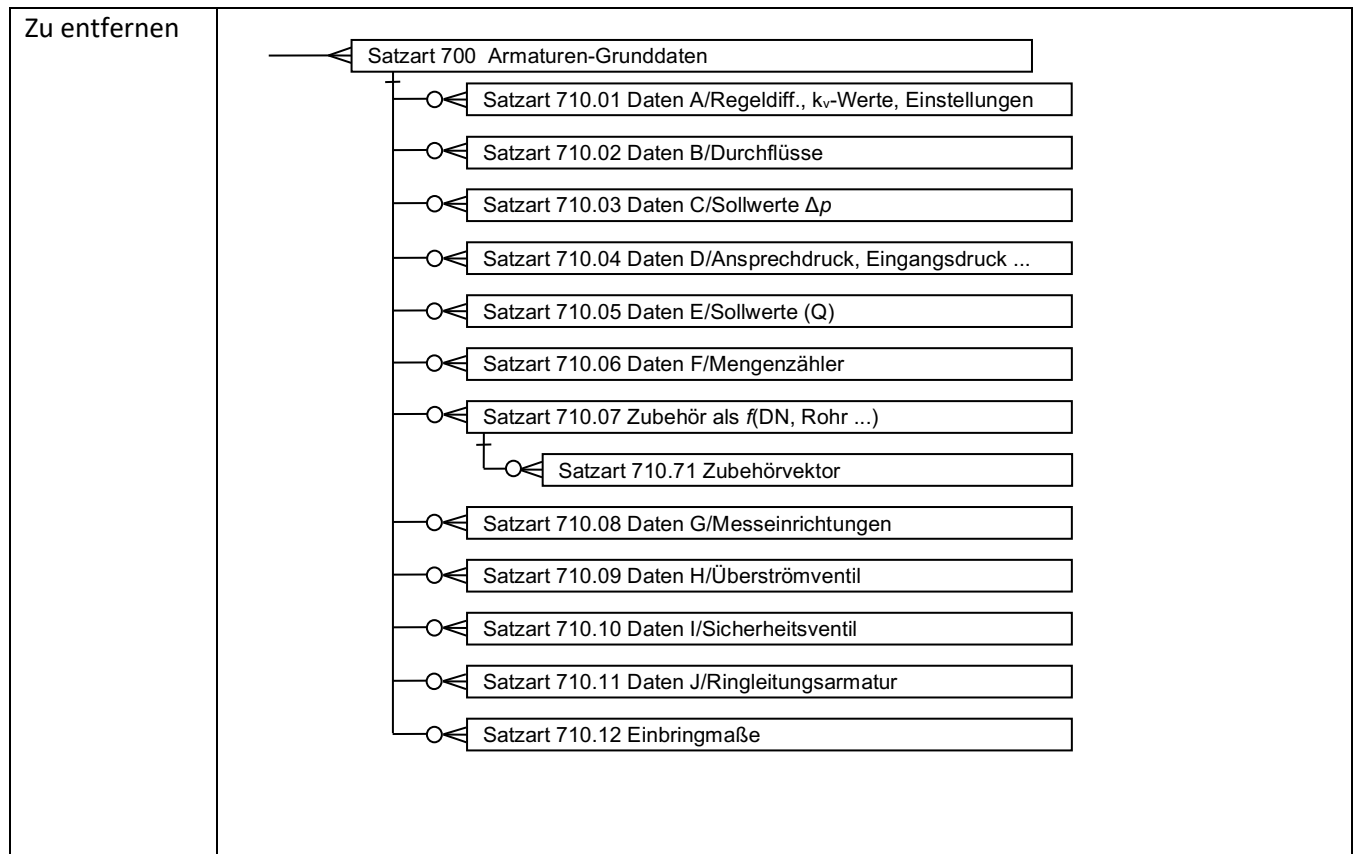 Zu entfernen
Satzart 700 Armaturen-Grunddaten
Satzart 710.01 Daten A/Regeldiff., kᵥ-Werte, Einstellungen
Satzart 710.02 Daten B/Durchflüsse
Satzart 710.03 Daten C/Sollwerte Δp
Satzart 710.04 Daten D/Ansprechdruck, Eingangsdruck ...
Satzart 710.05 Daten E/Sollwerte (Q)
Satzart 710.06 Daten F/Mengenzähler
Satzart 710.07 Zubehör als f(DN, Rohr ...)
Satzart 710.71 Zubehörvektor
Satzart 710.08 Daten G/Messeinrichtungen
Satzart 710.09 Daten H/Überströmventil
Satzart 710.10 Daten I/Sicherheitsventil
Satzart 710.11 Daten J/Ringleitungsarmatur
Satzart 710.12 Einbringmaße